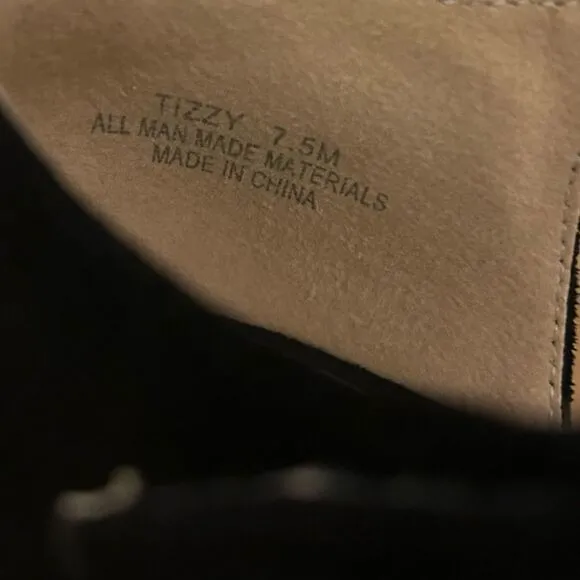 TIZZY 7.5M
ALL MAN MADE MATERIALS
MADE IN CHINA